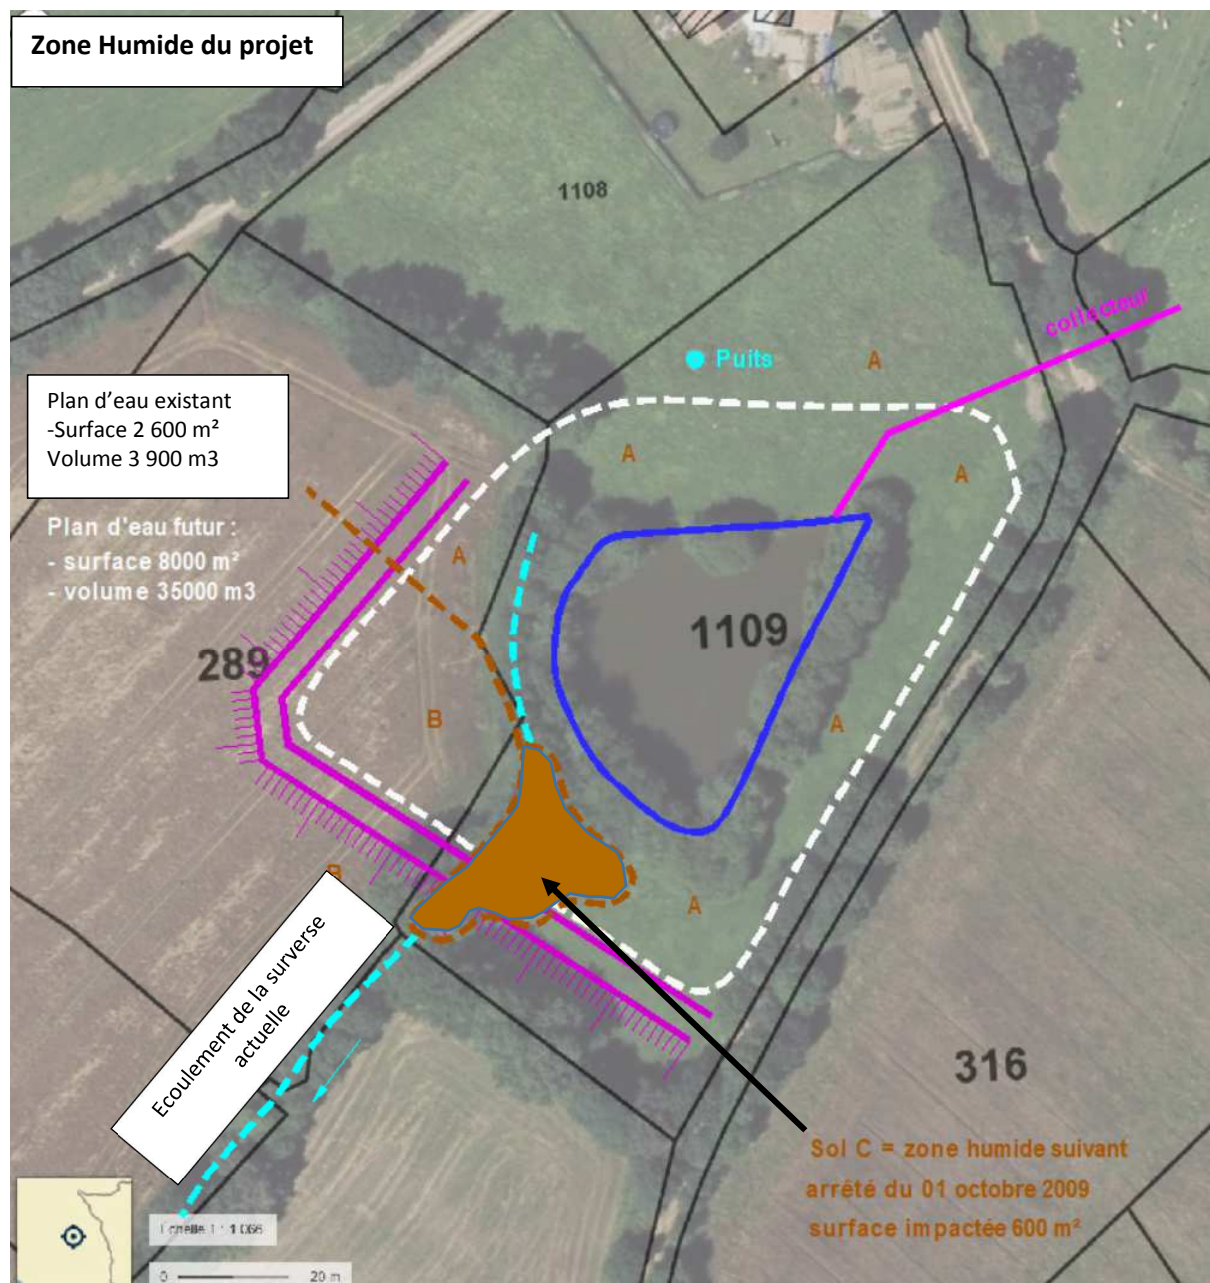 Zone Humide du projet
1108
collecteur
Puits
A
Plan d'eau existant
-Surface 2 600 m²
Volume 3 900 m3
A
A
Plan d'eau futur :
- surface 8000 m²
- volume 35000 m3
A
1109
289
B
A
B
A
Ecoulement de la surverse
actuelle
316
Sol C = zone humide suivant
arrété du 01 octobre 2009
surface impactée 600 m²
0
20 m